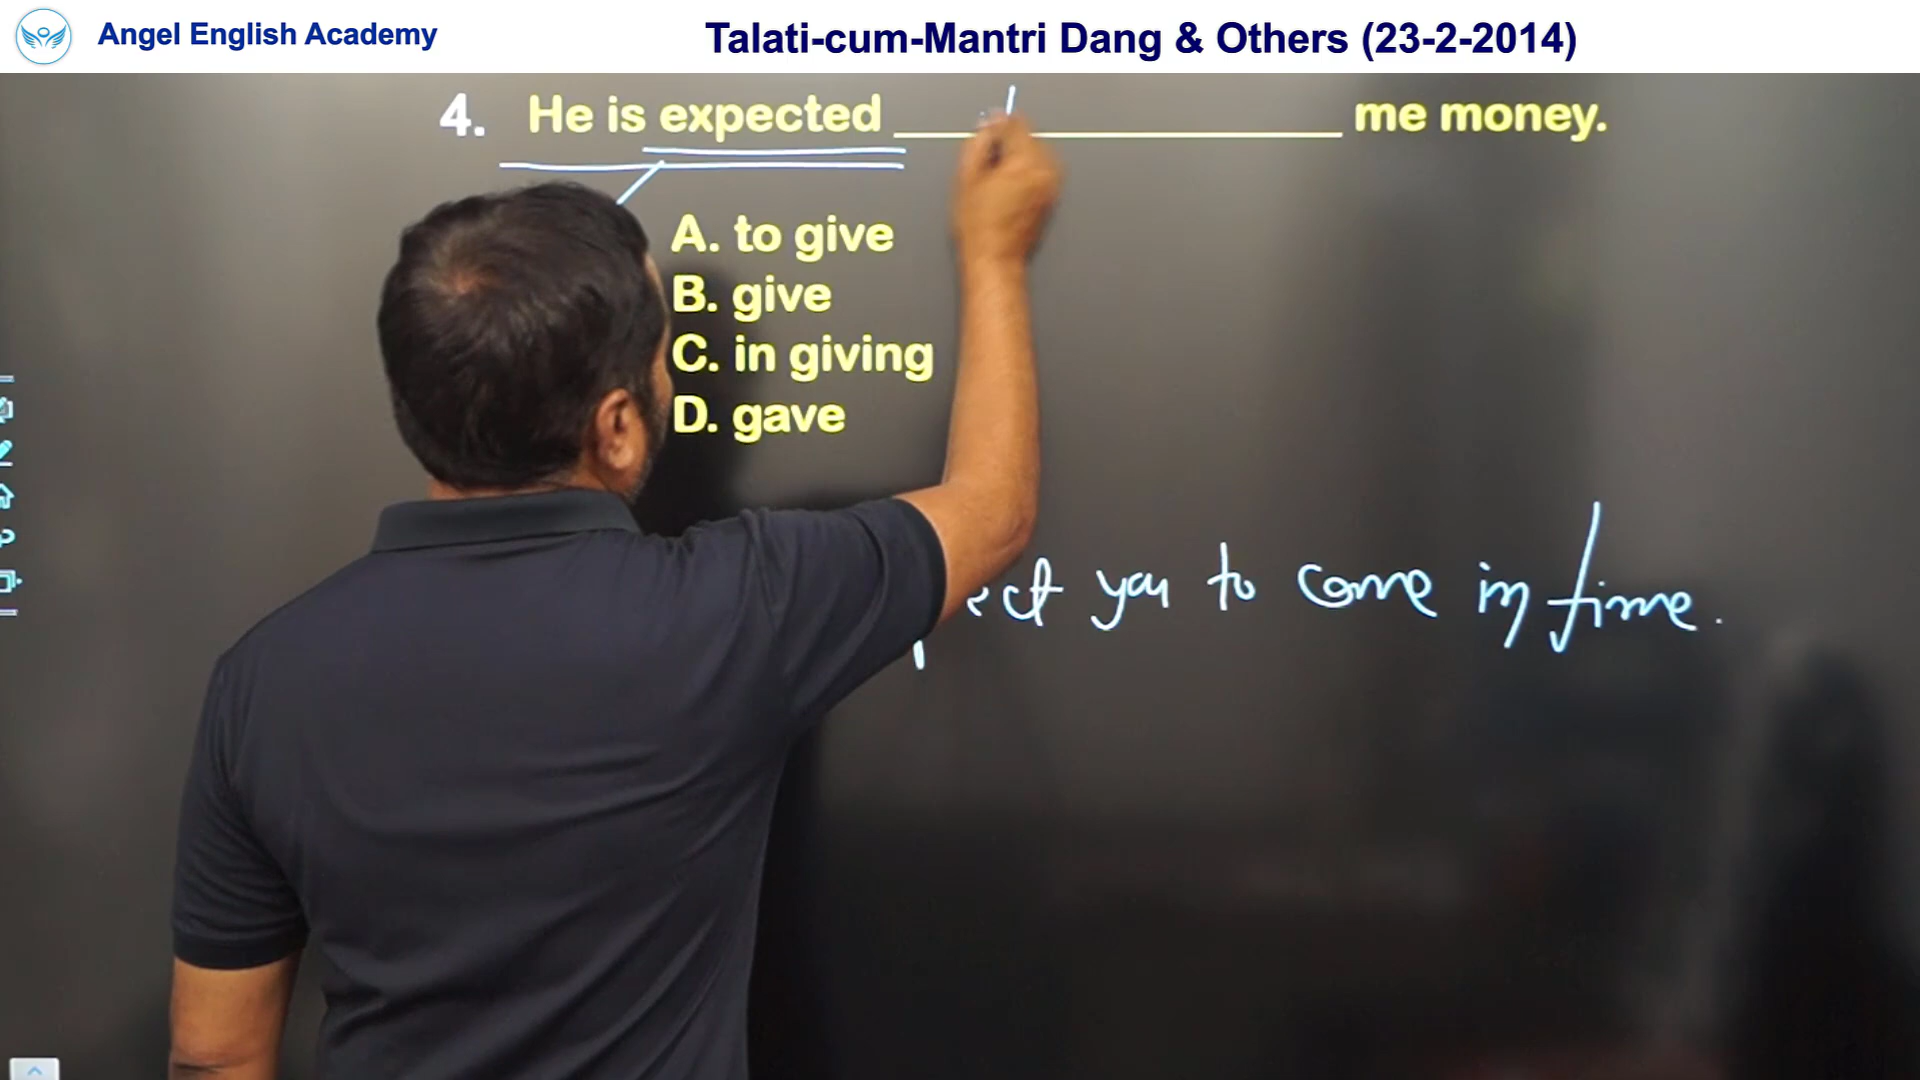 Angel English Academy
Talati-cum-Mantri Dang & Others (23-2-2014)
4. He is expected ____________ me money.
A. to give
B. give
C. in giving
D. gave
ect you to come in time.